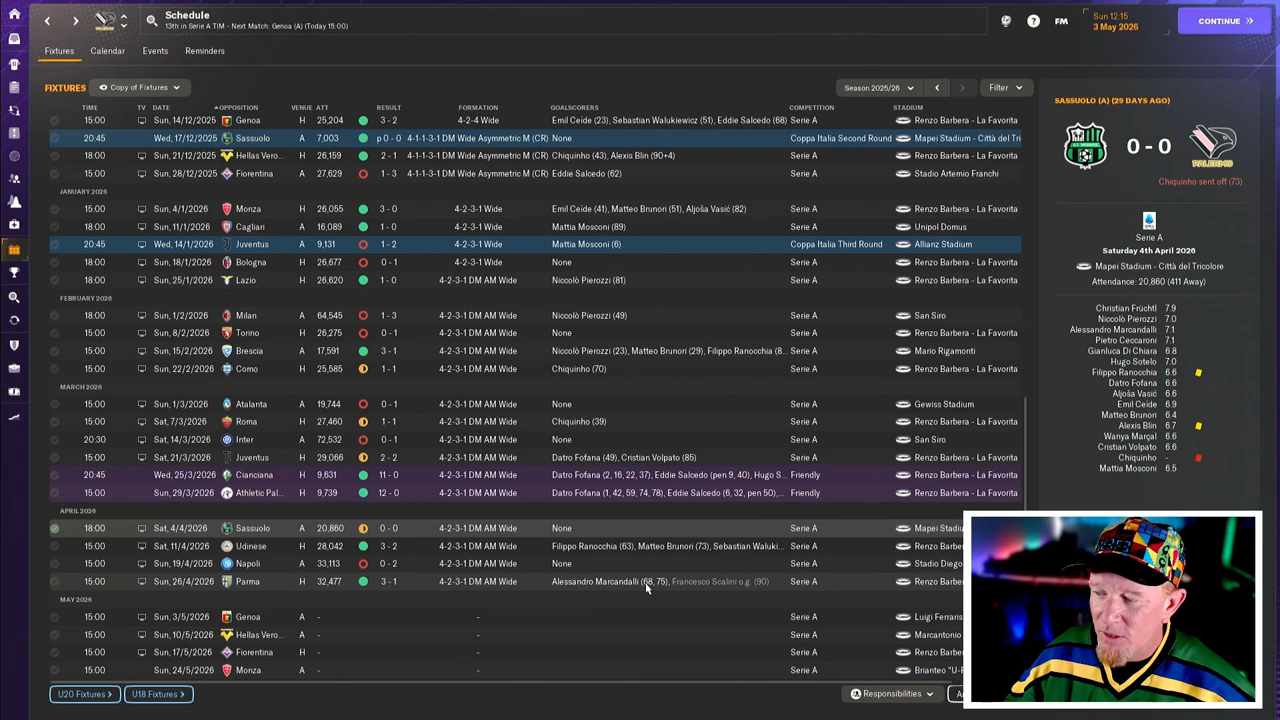 Schedule
13th in Serie A TIM - Next Match: Genoa (A) (Today 15:00)
FM
Sun 12:15
3 May 2026
CONTINUE
Fixtures Calendar Events Reminders
FIXTURES Copy of Fixtures Season 2025/26 Filter
TIME TV DATE OPPOSITION VENUE ATT RESULT FORMATION GOALSCORERS COMPETITION STADIUM
15:00 Sun, 14/12/2025 Genoa H 25,204 3 - 2 4-2-4 Wide Emil Ceide (23), Sebastian Walukiewicz (51), Eddie Salcedo (68) Serie A Renzo Barbera - La Favorita
20:45 Wed, 17/12/2025 Sassuolo A 7,003 p 0 - 0 4-1-1-3-1 DM Wide Asymmetric M (CR) None Coppa Italia Second Round Mapei Stadium - Città del Tri
18:00 Sun, 21/12/2025 Hellas Vero... H 26,159 4-1-1-3-1 DM Wide Asymmetric M (CR) Chiquinho (43), Alexis Blin (90+4) Serie A Renzo Barbera - La Favorita
15:00 Sun, 28/12/2025 Fiorentina A 27,829 4-1-1-3-1 DM Wide Asymmetric M (CR) Eddie Salcedo (62) Serie A Stadio Artemio Franchi
JANUARY 2026
15:00 Sun, 4/1/2026 Monza H 26,055 3 - 0 4-2-3-1 Wide Emil Ceide (41), Matteo Brunori (51), Aljoša Vasić (82) Serie A Renzo Barbera - La Favorita
15:00 Sun, 11/1/2026 Cagliari A 16,089 1 - 0 4-2-3-1 Wide Mattia Mosconi (89) Serie A Unipol Domus
20:45 Wed, 14/1/2026 Juventus A 9,131 1 - 2 4-2-3-1 Wide Mattia Mosconi (6) Coppa Italia Third Round Allianz Stadium
18:00 Sun, 18/1/2026 Bologna H 26,677 0 - 1 4-2-3-1 Wide None Serie A Renzo Barbera - La Favorita
15:00 Sun, 25/1/2026 Lazio H 26,620 1 - 0 4-2-3-1 Wide Niccolò Pierozzi (81) Serie A Renzo Barbera - La Favorita
FEBRUARY 2026
18:00 Sun, 1/2/2026 Milan A 64,545 1 - 3 4-2-3-1 DM AM Wide Niccolò Pierozzi (49) Serie A San Siro
15:00 Sun, 8/2/2026 Torino H 26,275 0 - 1 4-2-3-1 DM AM Wide None Serie A Renzo Barbera - La Favorita
15:00 Sun, 15/2/2026 Brescia A 17,591 3 - 1 4-2-3-1 DM AM Wide Niccolò Pierozzi (23), Matteo Brunori (29), Filippo Ranocchia (8... Serie A Mario Rigamonti
15:00 Sun, 22/2/2026 Como H 25,585 1 - 1 4-2-3-1 DM AM Wide Chiquinho (70) Serie A Renzo Barbera - La Favorita
MARCH 2026
15:00 Sun, 1/3/2026 Atalanta A 19,744 0 - 1 4-2-3-1 DM AM Wide None Serie A Gewiss Stadium
15:00 Sat, 7/3/2026 Roma H 27,460 1 - 1 4-2-3-1 DM AM Wide Chiquinho (39) Serie A Renzo Barbera - La Favorita
20:30 Sat, 14/3/2026 Inter A 72,532 0 - 1 4-2-3-1 DM AM Wide None Serie A San Siro
15:00 Sat, 21/3/2026 Juventus H 29,066 2 - 2 4-2-3-1 DM AM Wide Datro Fofana (49), Cristian Volpato (85) Serie A Renzo Barbera - La Favorita
20:45 Wed, 25/3/2026 Cianciana H 9,631 11 - 0 4-2-3-1 DM AM Wide Datro Fofana (2, 16, 22, 37), Eddie Salcedo (pen 9, 40), Hugo S... Friendly Renzo Barbera - La Favorita
15:00 Sun, 29/3/2026 Athletic Pal... H 9,739 12 - 0 4-2-3-1 DM AM Wide Datro Fofana (1, 42, 59, 74, 78), Eddie Salcedo (6, 32, pen 50),... Friendly Renzo Barbera - La Favorita
APRIL 2026
18:00 Sat, 4/4/2026 Sassuolo A 20,860 0 - 0 4-2-3-1 DM AM Wide None Serie A Mapei Stadiu
15:00 Sat, 11/4/2026 Udinese H 28,042 3 - 2 4-2-3-1 DM AM Wide Filippo Ranocchia (63), Matteo Brunori (73), Sebastian Waluki... Serie A Renzo Barbe
15:00 Sun, 19/4/2026 Napoli A 33,113 0 - 2 4-2-3-1 DM AM Wide None Serie A Stadio Diego
15:00 Sun, 26/4/2026 Parma H 32,477 3 - 1 4-2-3-1 DM AM Wide Alessandro Marcandalli (68, 75), Francesco Scalini o.g. (90) Serie A Renzo Barbe
MAY 2026
15:00 Sun, 3/5/2026 Genoa A - - Serie A Luigi Ferraris
15:00 Sun, 10/5/2026 Hellas Vero... A - - Serie A Marcantonio
15:00 Sun, 17/5/2026 Fiorentina H - - Serie A Renzo Barbe
15:00 Sun, 24/5/2026 Monza A - - Serie A Brianteo "U-P
U20 Fixtures U18 Fixtures Responsibilities
SASSUOLO (A) (29 DAYS AGO)
0 - 0
PALERMO
Chiquinho sent off (73)
Serie A
Saturday 4th April 2026
Mapei Stadium - Città del Tricolore
Attendance: 20,860 (411 Away)
Christian Früchtl 7.9
Niccolò Pierozzi 7.0
Alessandro Marcandalli 7.1
Pietro Ceccaroni 7.1
Gianluca Di Chiara 6.8
Hugo Sotelo 7.0
Filippo Ranocchia 6.6
Datro Fofana 6.6
Aljoša Vasić 6.6
Emil Ceide 6.9
Matteo Brunori 6.4
Alexis Blin 6.7
Wanya Marçal 6.6
Cristian Volpato 6.6
Chiquinho -
Mattia Mosconi 6.5